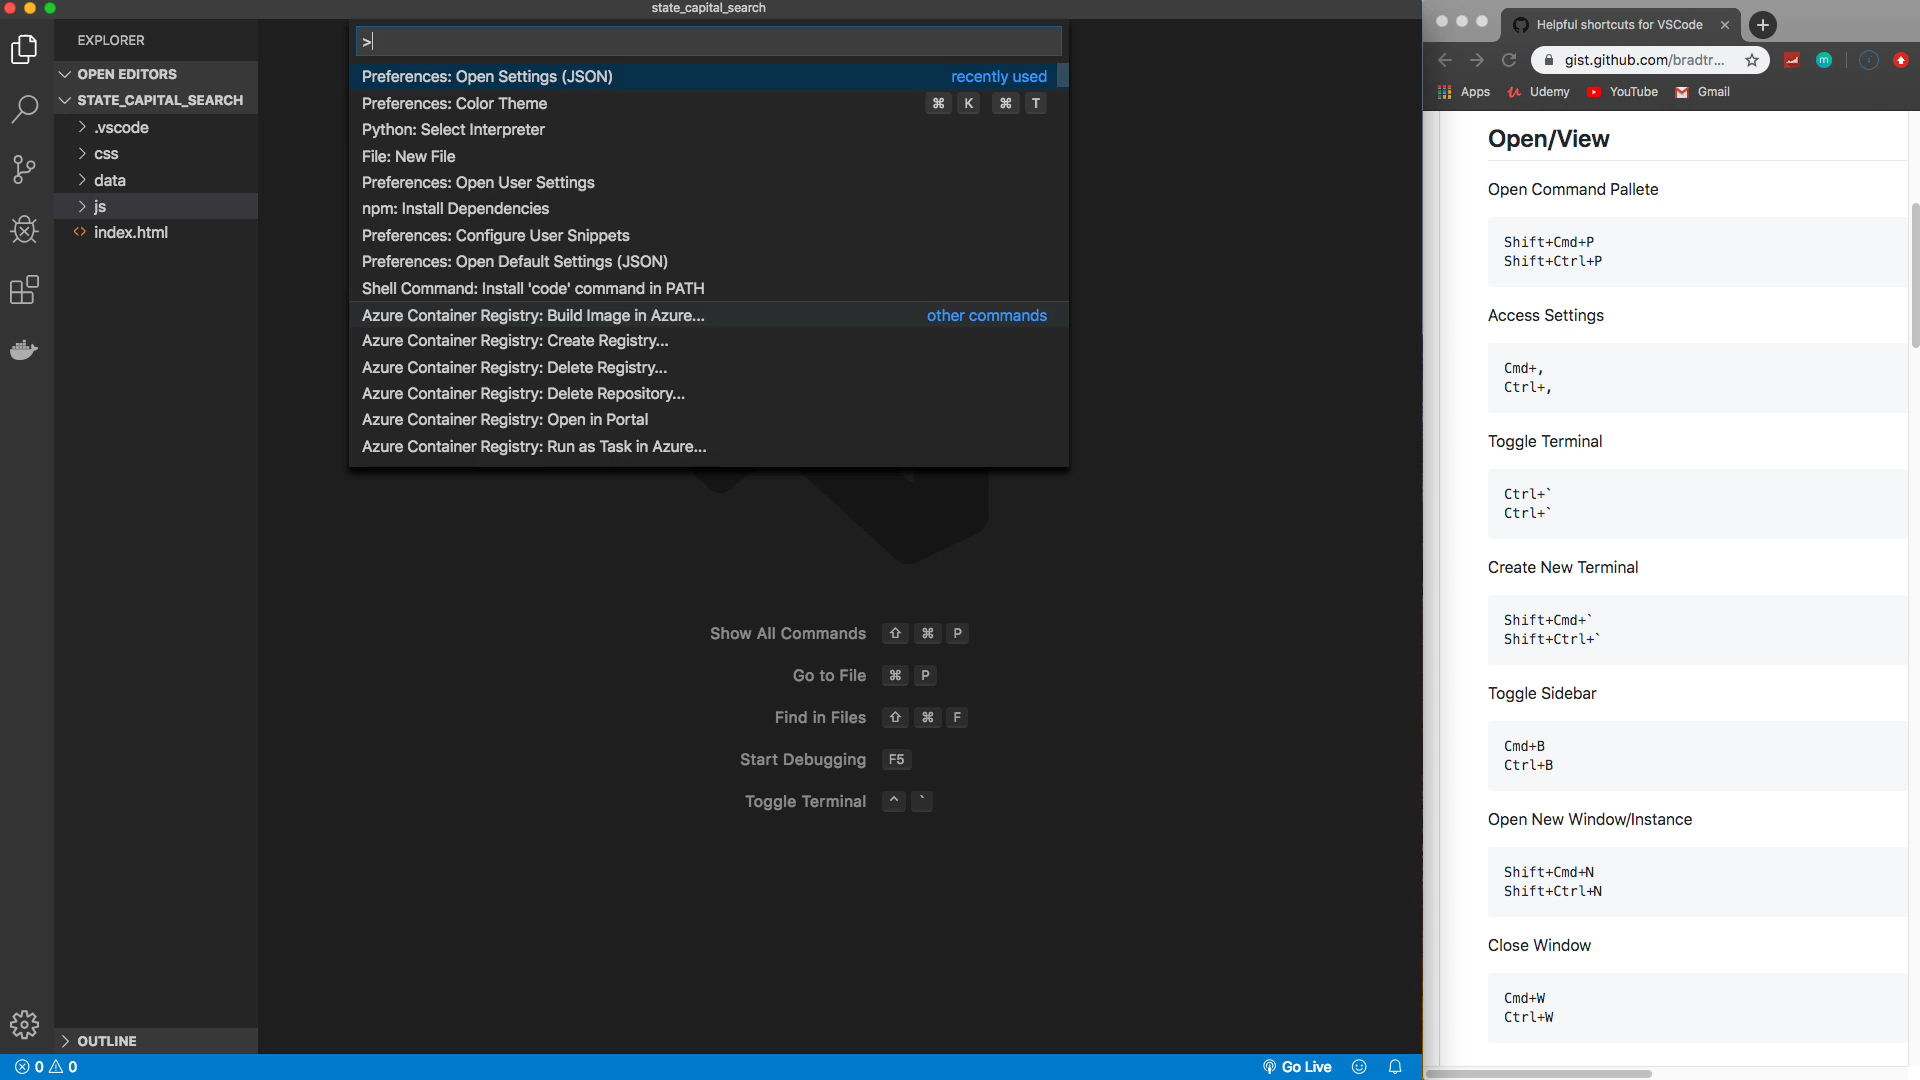 state_capital_search
EXPLORER
OPEN EDITORS
STATE_CAPITAL_SEARCH
.vscode
css
data
js
index.html
OUTLINE
>
Preferences: Open Settings (JSON) recently used
Preferences: Color Theme ⌘ K ⌘ T
Python: Select Interpreter
File: New File
Preferences: Open User Settings
npm: Install Dependencies
Preferences: Configure User Snippets
Preferences: Open Default Settings (JSON)
Shell Command: Install 'code' command in PATH
Azure Container Registry: Build Image in Azure... other commands
Azure Container Registry: Create Registry...
Azure Container Registry: Delete Registry...
Azure Container Registry: Delete Repository...
Azure Container Registry: Open in Portal
Azure Container Registry: Run as Task in Azure...
Show All Commands ⇧ ⌘ P
Go to File ⌘ P
Find in Files ⇧ ⌘ F
Start Debugging F5
Toggle Terminal ^ `
0 0
Go Live
Helpful shortcuts for VSCode
gist.github.com/bradtr...
Apps Udemy YouTube Gmail
Open/View
Open Command Pallete
Shift+Cmd+P
Shift+Ctrl+P
Access Settings
Cmd+,
Ctrl+,
Toggle Terminal
Ctrl+`
Ctrl+`
Create New Terminal
Shift+Cmd+`
Shift+Ctrl+`
Toggle Sidebar
Cmd+B
Ctrl+B
Open New Window/Instance
Shift+Cmd+N
Shift+Ctrl+N
Close Window
Cmd+W
Ctrl+W